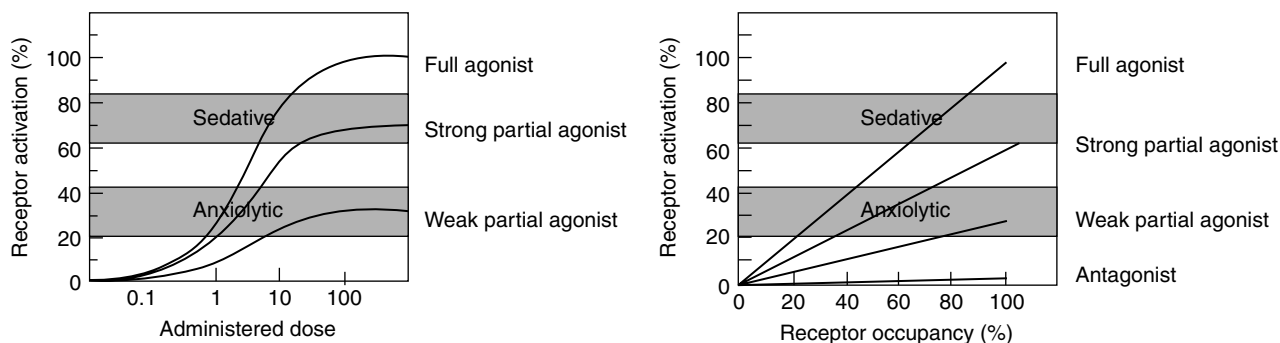 Receptor activation (%)
100
80
60
40
20
0
Sedative
Anxiolytic
0.1 1 10 100
Administered dose
Full agonist
Strong partial agonist
Weak partial agonist
Receptor activation (%)
100
80
60
40
20
0
Sedative
Anxiolytic
0 20 40 60 80 100
Receptor occupancy (%)
Full agonist
Strong partial agonist
Weak partial agonist
Antagonist